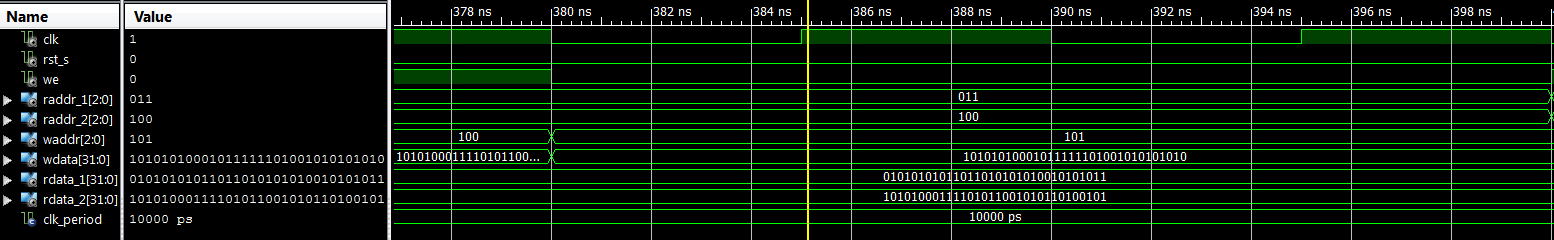 Name Value 378 ns 380 ns 382 ns 384 ns 386 ns 388 ns 390 ns 392 ns 394 ns 396 ns 398 ns
clk 1
rst_s 0
we 0
raddr_1[2:0] 011 011
raddr_2[2:0] 100 100
waddr[2:0] 101 100 101
wdata[31:0] 10101010001011111101001010101010 1010100011110101100... 10101010001011111101001010101010
rdata_1[31:0] 01010101011011010101010010101011 01010101011011010101010010101011
rdata_2[31:0] 10101000111101011001010110100101 10101000111101011001010110100101
clk_period 10000 ps 10000 ps